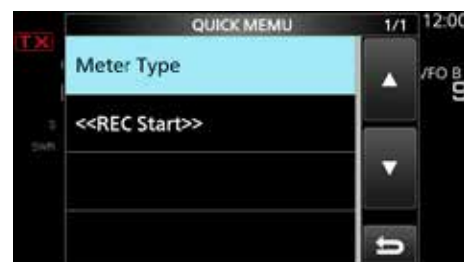 QUICK MEMU 1/1 12:00
TX
Meter Type
VFO B
<<REC Start>>
S
SWR